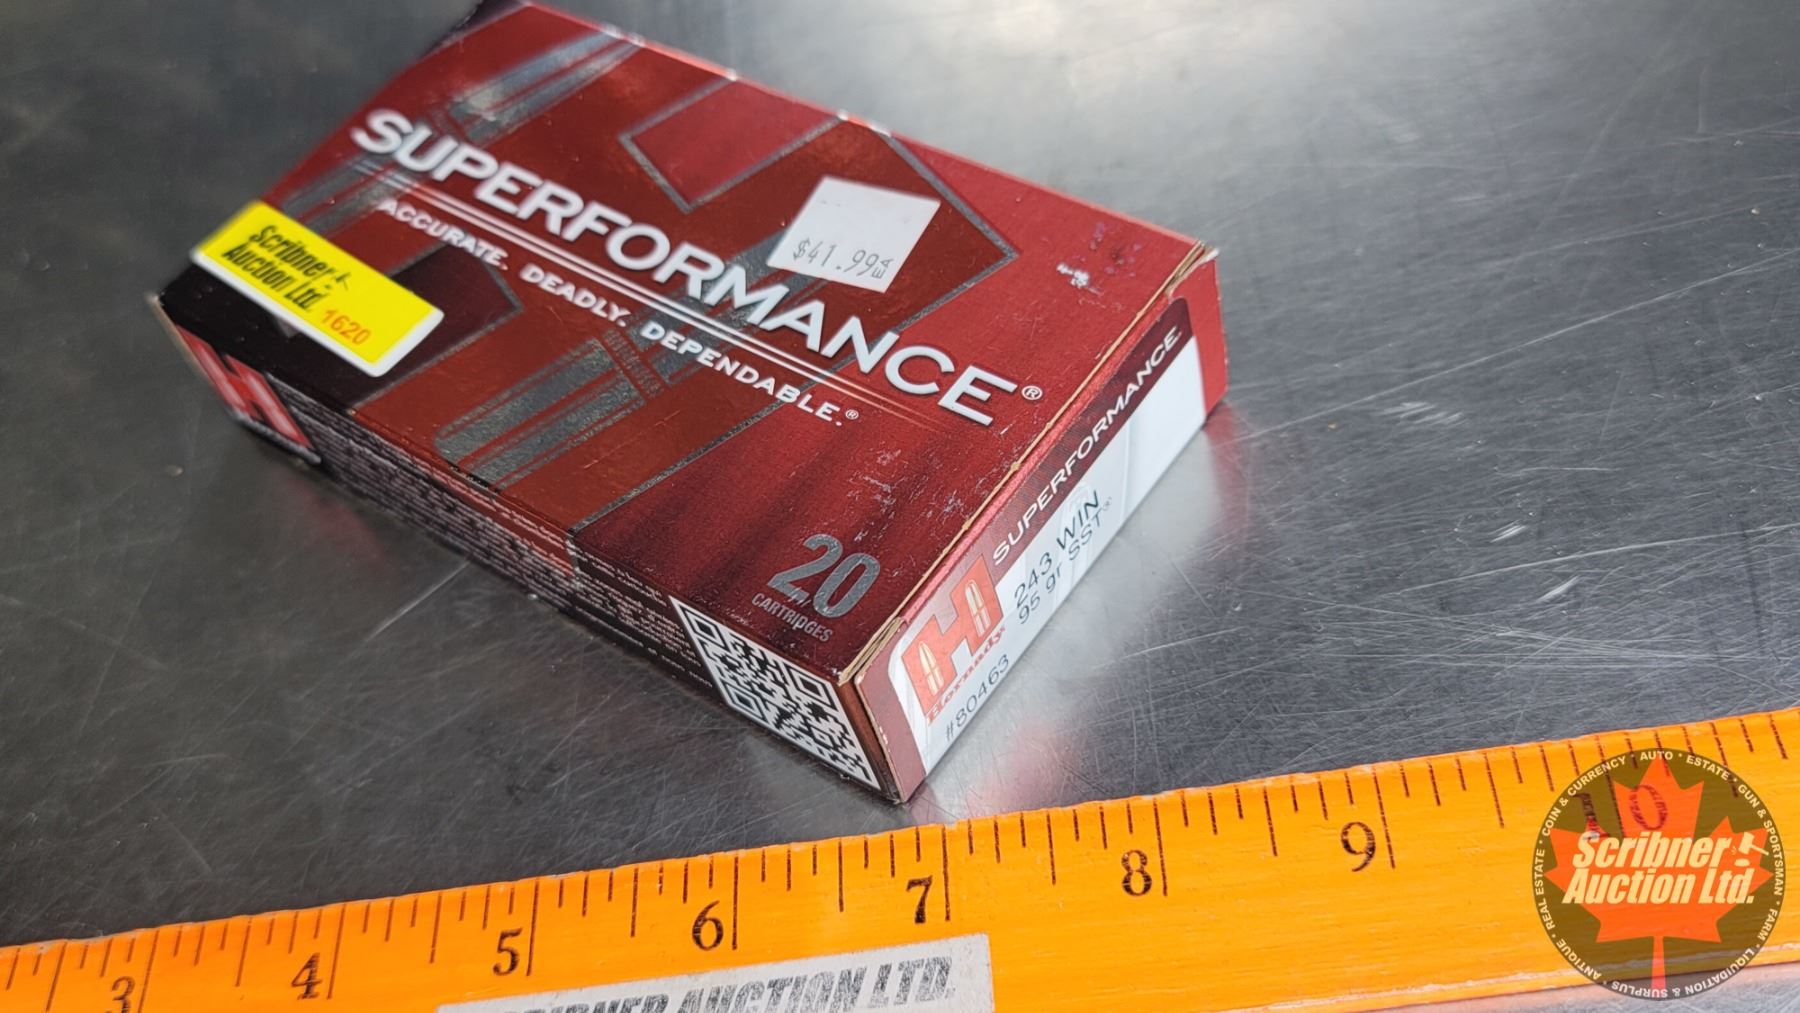 SUPERFORMANCE®
ACCURATE. DEADLY. DEPENDABLE.®
$41.99
Scribner
Auction Ltd.
1620
20
CARTRIDGES
SUPERFORMANCE
243 WIN
95 gr SST®
Hornady
#80463
3 4 5 6 7 8 9 10
SCRIBNER AUCTION LTD.
Scribner
Auction Ltd.
ANTIQUE • REAL ESTATE • COIN & CURRENCY • AUTO • ESTATE • GUN & SPORTSMAN • FARM • LIQUIDATION & SURPLUS